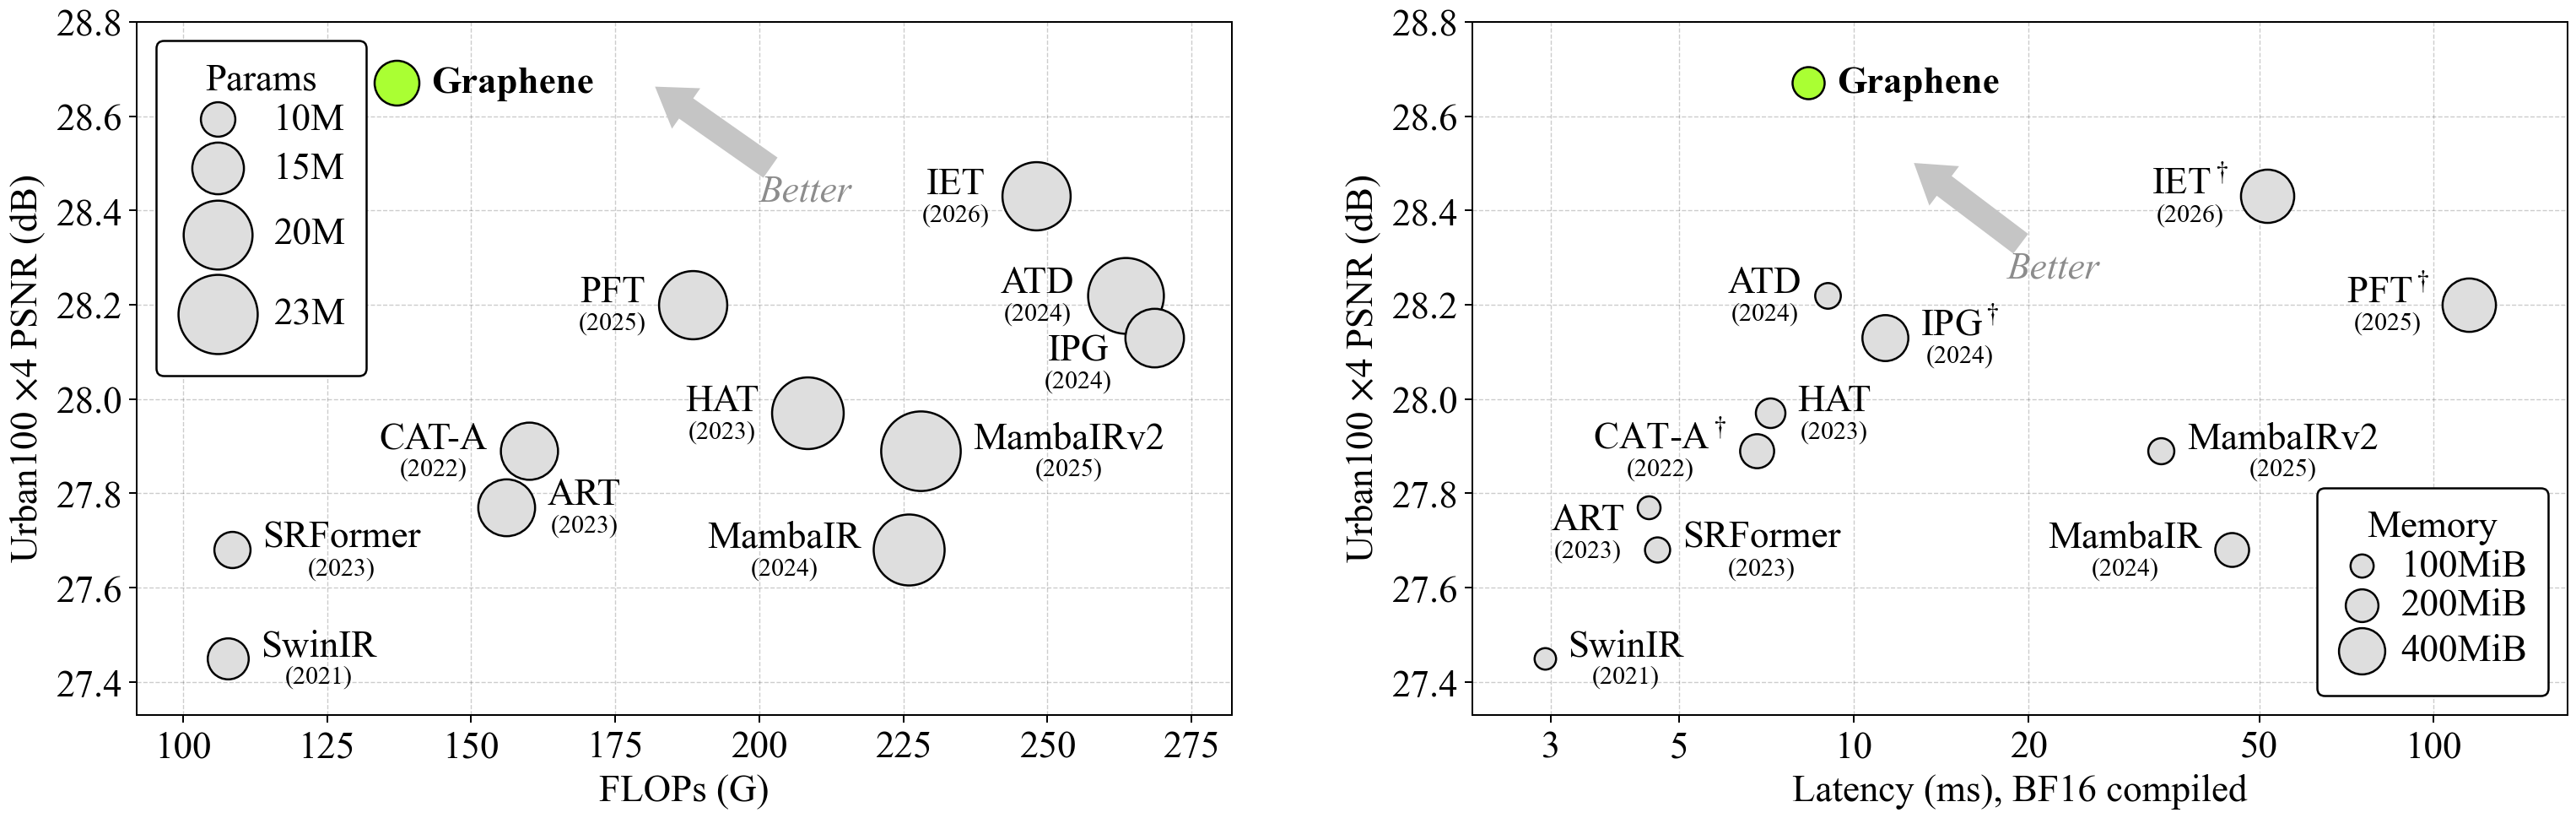 28.8
28.6
28.4
28.2
28.0
27.8
27.6
27.4
Urban100 ×4 PSNR (dB)
Params
10M
15M
20M
23M
Graphene
Better
IET
(2026)
ATD
(2024)
PFT
(2025)
IPG
(2024)
HAT
(2023)
CAT-A
(2022)
MambaIRv2
(2025)
ART
(2023)
SRFormer
(2023)
MambaIR
(2024)
SwinIR
(2021)
100
125
150
175
200
225
250
275
FLOPs (G)
28.8
28.6
28.4
28.2
28.0
27.8
27.6
27.4
Urban100 ×4 PSNR (dB)
Graphene
Better
IET†
(2026)
ATD
(2024)
PFT†
(2025)
IPG†
(2024)
HAT
(2023)
CAT-A†
(2022)
MambaIRv2
(2025)
ART
(2023)
SRFormer
(2023)
MambaIR
(2024)
SwinIR
(2021)
Memory
100MiB
200MiB
400MiB
3
5
10
20
50
100
Latency (ms), BF16 compiled